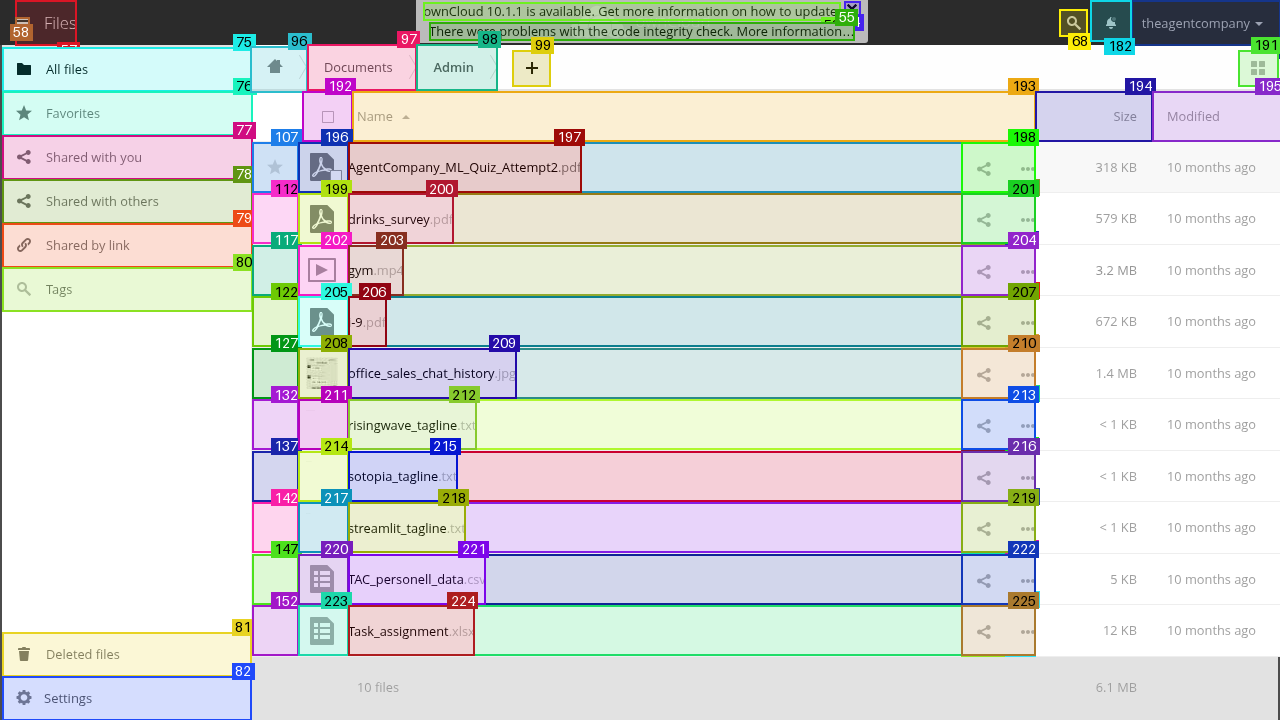 Files
ownCloud 10.1.1 is available. Get more information on how to update
There were problems with the code integrity check. More information…
theagentcompany
58
55
68
182
75
96
97
98
99
191
All files
Documents
Admin
+
76
192
193
194
195
Favorites
Name
Size
Modified
77
107
196
197
198
Shared with you
AgentCompany_ML_Quiz_Attempt2.pdf
318 KB
10 months ago
78
112
199
200
201
Shared with others
drinks_survey.pdf
579 KB
10 months ago
79
117
202
203
204
Shared by link
gym.mp4
3.2 MB
10 months ago
80
122
205
206
207
Tags
-9.pdf
672 KB
10 months ago
127
208
209
210
office_sales_chat_history.jpg
1.4 MB
10 months ago
132
211
212
213
risingwave_tagline.txt
< 1 KB
10 months ago
137
214
215
216
sotopia_tagline.txt
< 1 KB
10 months ago
142
217
218
219
streamlit_tagline.txt
< 1 KB
10 months ago
147
220
221
222
TAC_personell_data.csv
5 KB
10 months ago
152
223
224
225
Task_assignment.xlsx
12 KB
10 months ago
81
Deleted files
82
Settings
10 files
6.1 MB